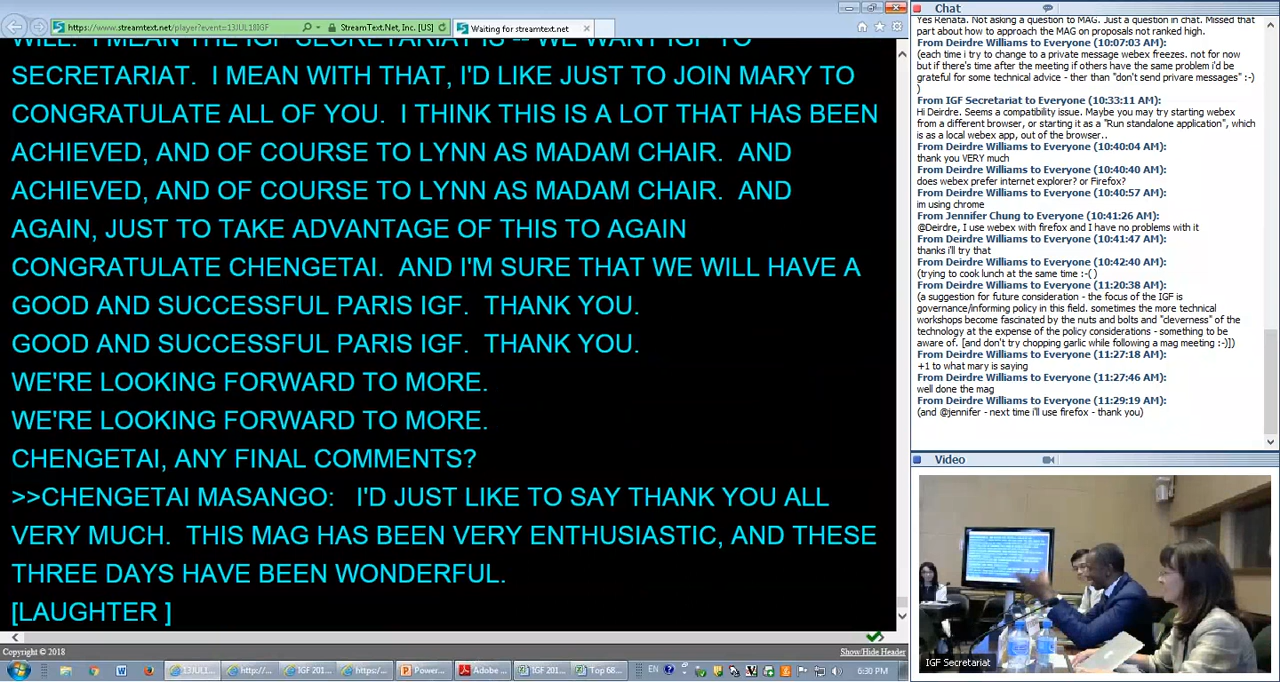 https://www.streamtext.net/player?event=13JUL18IGF
StreamText.Net, Inc. [US]
Waiting for streamtext.net
WILL. I MEAN THE IGF SECRETARIAT IS -- WE WANT IGF TO
SECRETARIAT. I MEAN WITH THAT, I'D LIKE JUST TO JOIN MARY TO
CONGRATULATE ALL OF YOU. I THINK THIS IS A LOT THAT HAS BEEN
ACHIEVED, AND OF COURSE TO LYNN AS MADAM CHAIR. AND
ACHIEVED, AND OF COURSE TO LYNN AS MADAM CHAIR. AND
AGAIN, JUST TO TAKE ADVANTAGE OF THIS TO AGAIN
CONGRATULATE CHENGETAI. AND I'M SURE THAT WE WILL HAVE A
GOOD AND SUCCESSFUL PARIS IGF. THANK YOU.
GOOD AND SUCCESSFUL PARIS IGF. THANK YOU.
WE'RE LOOKING FORWARD TO MORE.
WE'RE LOOKING FORWARD TO MORE.
CHENGETAI, ANY FINAL COMMENTS?
>>CHENGETAI MASANGO: I'D JUST LIKE TO SAY THANK YOU ALL
VERY MUCH. THIS MAG HAS BEEN VERY ENTHUSIASTIC, AND THESE
THREE DAYS HAVE BEEN WONDERFUL.
[LAUGHTER ]
Copyright © 2018
Show/Hide Header
13JUL1...
http://...
IGF 201...
https:/...
Power...
Adobe ...
IGF 201...
Top 68...
EN
6:30 PM
Chat
Yes Renata. Not asking a question to MAG. Just a question in chat. Missed that
part about how to approach the MAG on proposals not ranked high.
From Deirdre Williams to Everyone (10:07:03 AM):
(each time i try to change to a private message webex freezes. not for now
but if there's time after the meeting if others have the same problem i'd be
grateful for some technical advice - ther than "don't send privare messages" :-)
)
From IGF Secretariat to Everyone (10:33:11 AM):
Hi Deirdre. Seems a compatibility issue. Maybe you may try starting webex
from a different browser, or starting it as a "Run standalone application", which
is as a local webex app, out of the browser..
From Deirdre Williams to Everyone (10:40:04 AM):
thank you VERY much
From Deirdre Williams to Everyone (10:40:40 AM):
does webex prefer internet explorer? or Firefox?
From Deirdre Williams to Everyone (10:40:57 AM):
im using chrome
From Jennifer Chung to Everyone (10:41:26 AM):
@Deirdre, I use webex with firefox and I have no problems with it
From Deirdre Williams to Everyone (10:41:47 AM):
thanks i'll try that
From Deirdre Williams to Everyone (10:42:40 AM):
(trying to cook lunch at the same time :-( )
From Deirdre Williams to Everyone (11:20:38 AM):
(a suggestion for future consideration - the focus of the IGF is
governance/informing policy in this field. sometimes the more technical
workshops become fascinated by the nuts and bolts and "cleverness" of the
technology at the expense of the policy considerations - something to be
aware of. [and don't try chopping garlic while following a mag meeting :-)])
From Deirdre Williams to Everyone (11:27:18 AM):
+1 to what mary is saying
From Deirdre Williams to Everyone (11:27:46 AM):
well done the mag
From Deirdre Williams to Everyone (11:29:19 AM):
(and @jennifer - next time i'll use firefox - thank you)
Video
IGF Secretariat